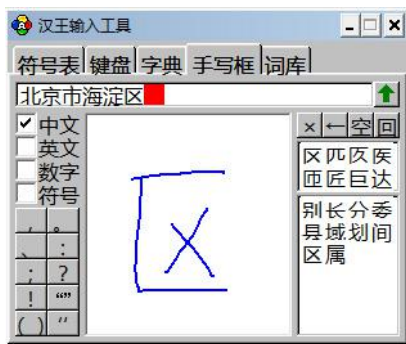 汉王输入工具
符号表 键盘 字典 手写框 词库
北京市海淀区
中文
英文
数字
符号
， 。
、 ：
； ？
！ “”
( ) ‘’
× ← 空 回
区匹区医
匝匠巨达
别长分委
县域划间
区属
区